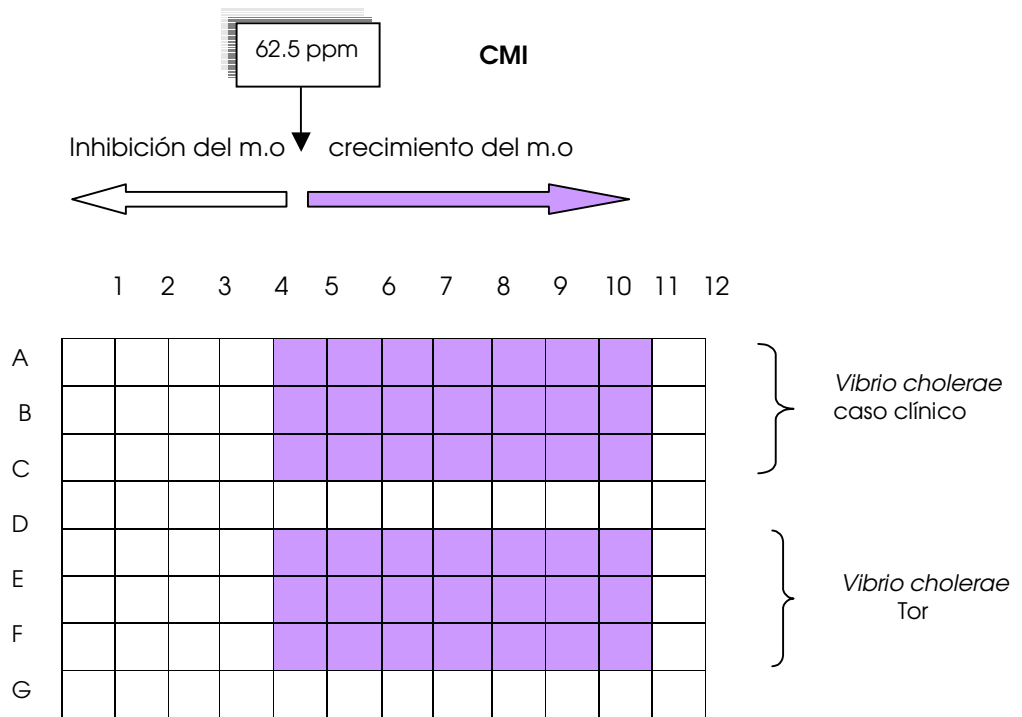 62.5 ppm
CMI
Inhibición del m.o
crecimiento del m.o
1 2 3 4 5 6 7 8 9 10 11 12
A
B
C
D
E
F
G
Vibrio cholerae
caso clínico
Vibrio cholerae
Tor